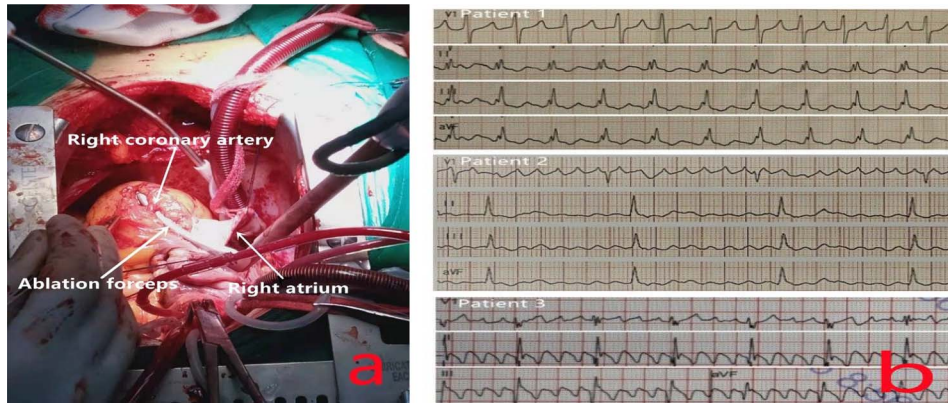 Right coronary artery
Ablation forceps
Right atrium
a
V1
Patient 1
II
III
aVF
V1
Patient 2
II
III
aVF
Patient 3
II
III
aVF
b